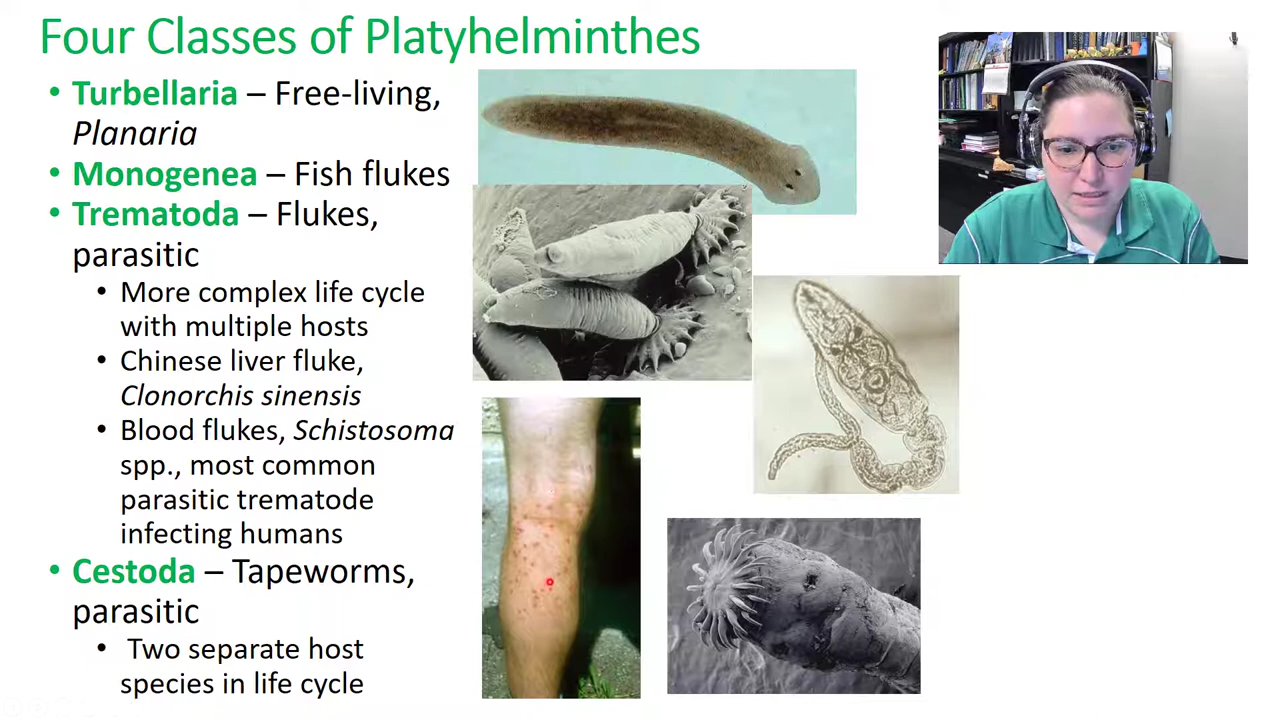 Four Classes of Platyhelminthes
• Turbellaria – Free-living,
Planaria
• Monogenea – Fish flukes
• Trematoda – Flukes,
parasitic
• More complex life cycle
with multiple hosts
• Chinese liver fluke,
Clonorchis sinensis
• Blood flukes, Schistosoma
spp., most common
parasitic trematode
infecting humans
• Cestoda – Tapeworms,
parasitic
• Two separate host
species in life cycle